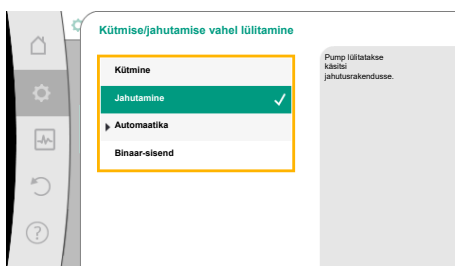 Kütmise/jahutamise vahel lülitamine
Kütmine
Jahutamine
Automaatika
Binaar-sisend
Pump lülitatakse
käsitsi
jahutusrakendusse.